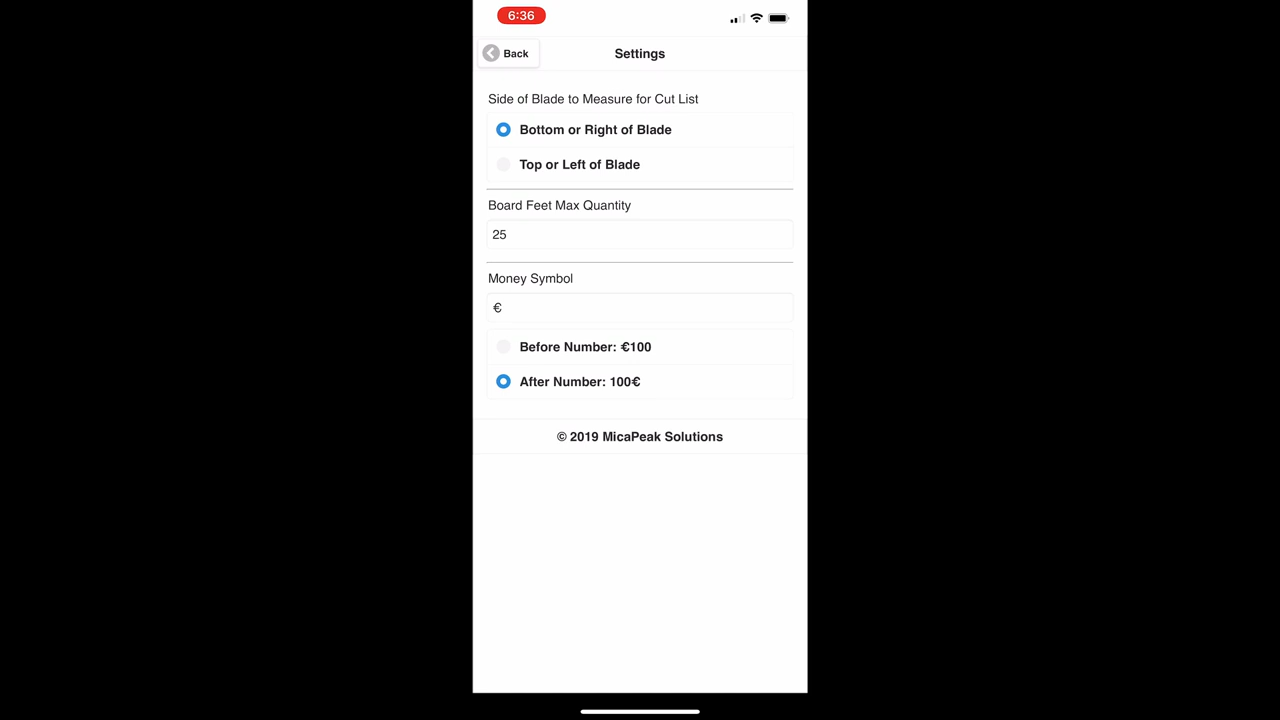 6:36
Back
Settings
Side of Blade to Measure for Cut List
Bottom or Right of Blade
Top or Left of Blade
Board Feet Max Quantity
25
Money Symbol
€
Before Number: €100
After Number: 100€
© 2019 MicaPeak Solutions